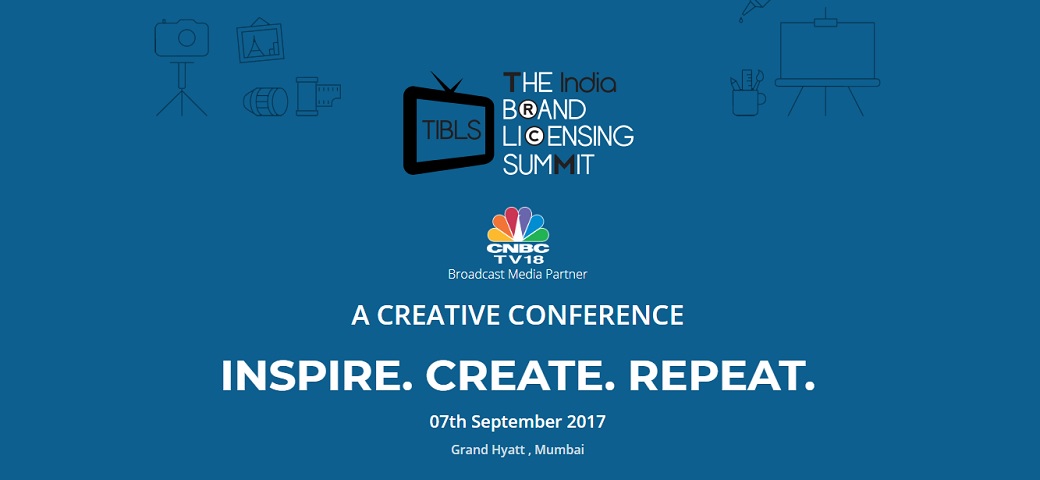 TIBLS
THE India
BRAND
LICENSING
SUMMIT
CNBC
TV18
Broadcast Media Partner
A CREATIVE CONFERENCE
INSPIRE. CREATE. REPEAT.
07th September 2017
Grand Hyatt , Mumbai